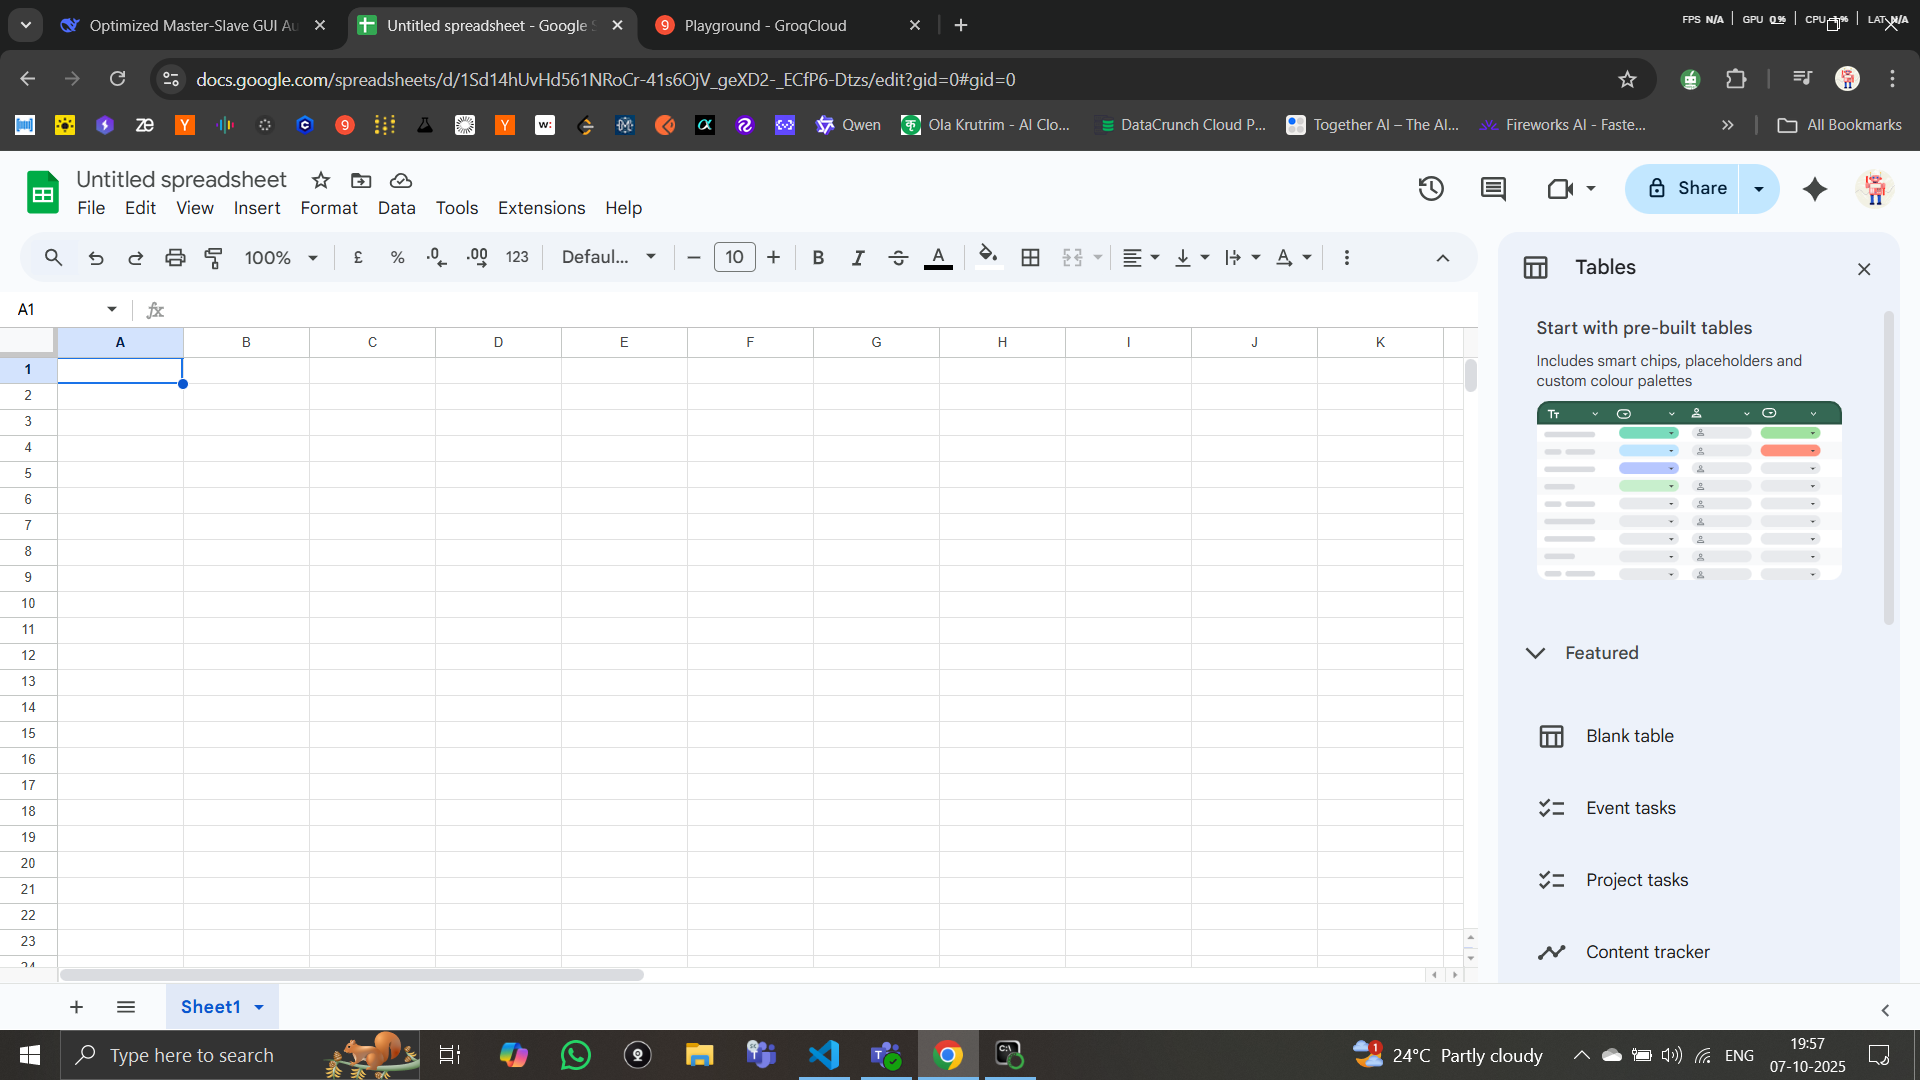 Optimized Master-Slave GUI Au
Untitled spreadsheet - Google S
Playground - GroqCloud
FPS N/A
GPU 0 %
CPU
LAT N/A
docs.google.com/spreadsheets/d/1Sd14hUvHd561NRoCr-41s6OjV_geXD2-_ECfP6-Dtzs/edit?gid=0#gid=0
Qwen
Ola Krutrim - AI Clo...
DataCrunch Cloud P...
Together AI – The AI...
Fireworks AI - Faste...
All Bookmarks
Untitled spreadsheet
File Edit View Insert Format Data Tools Extensions Help
Share
100%
£ % .0 .00 123
Defaul...
10
B I S A
A1
fx
A B C D E F G H I J K
1
2
3
4
5
6
7
8
9
10
11
12
13
14
15
16
17
18
19
20
21
22
23
24
Tables
Start with pre-built tables
Includes smart chips, placeholders and
custom colour palettes
Tт
Featured
Blank table
Event tasks
Project tasks
Content tracker
Sheet1
Type here to search
24°C Partly cloudy
ENG
19:57
07-10-2025